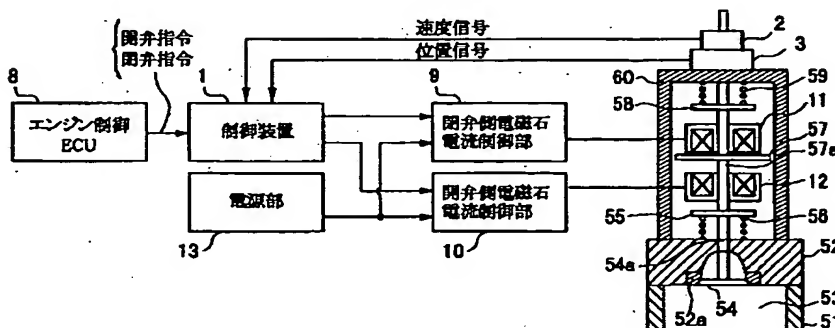 開弁指令
閉弁指令
速度信号
位置信号
2
3
8
エンジン制御
ECU
1
制御装置
9
閉弁側電磁石
電流制御部
13
電源部
10
開弁側電磁石
電流制御部
60
59
58
11
57
57a
12
55
56
54a
52
52a
54
53
51